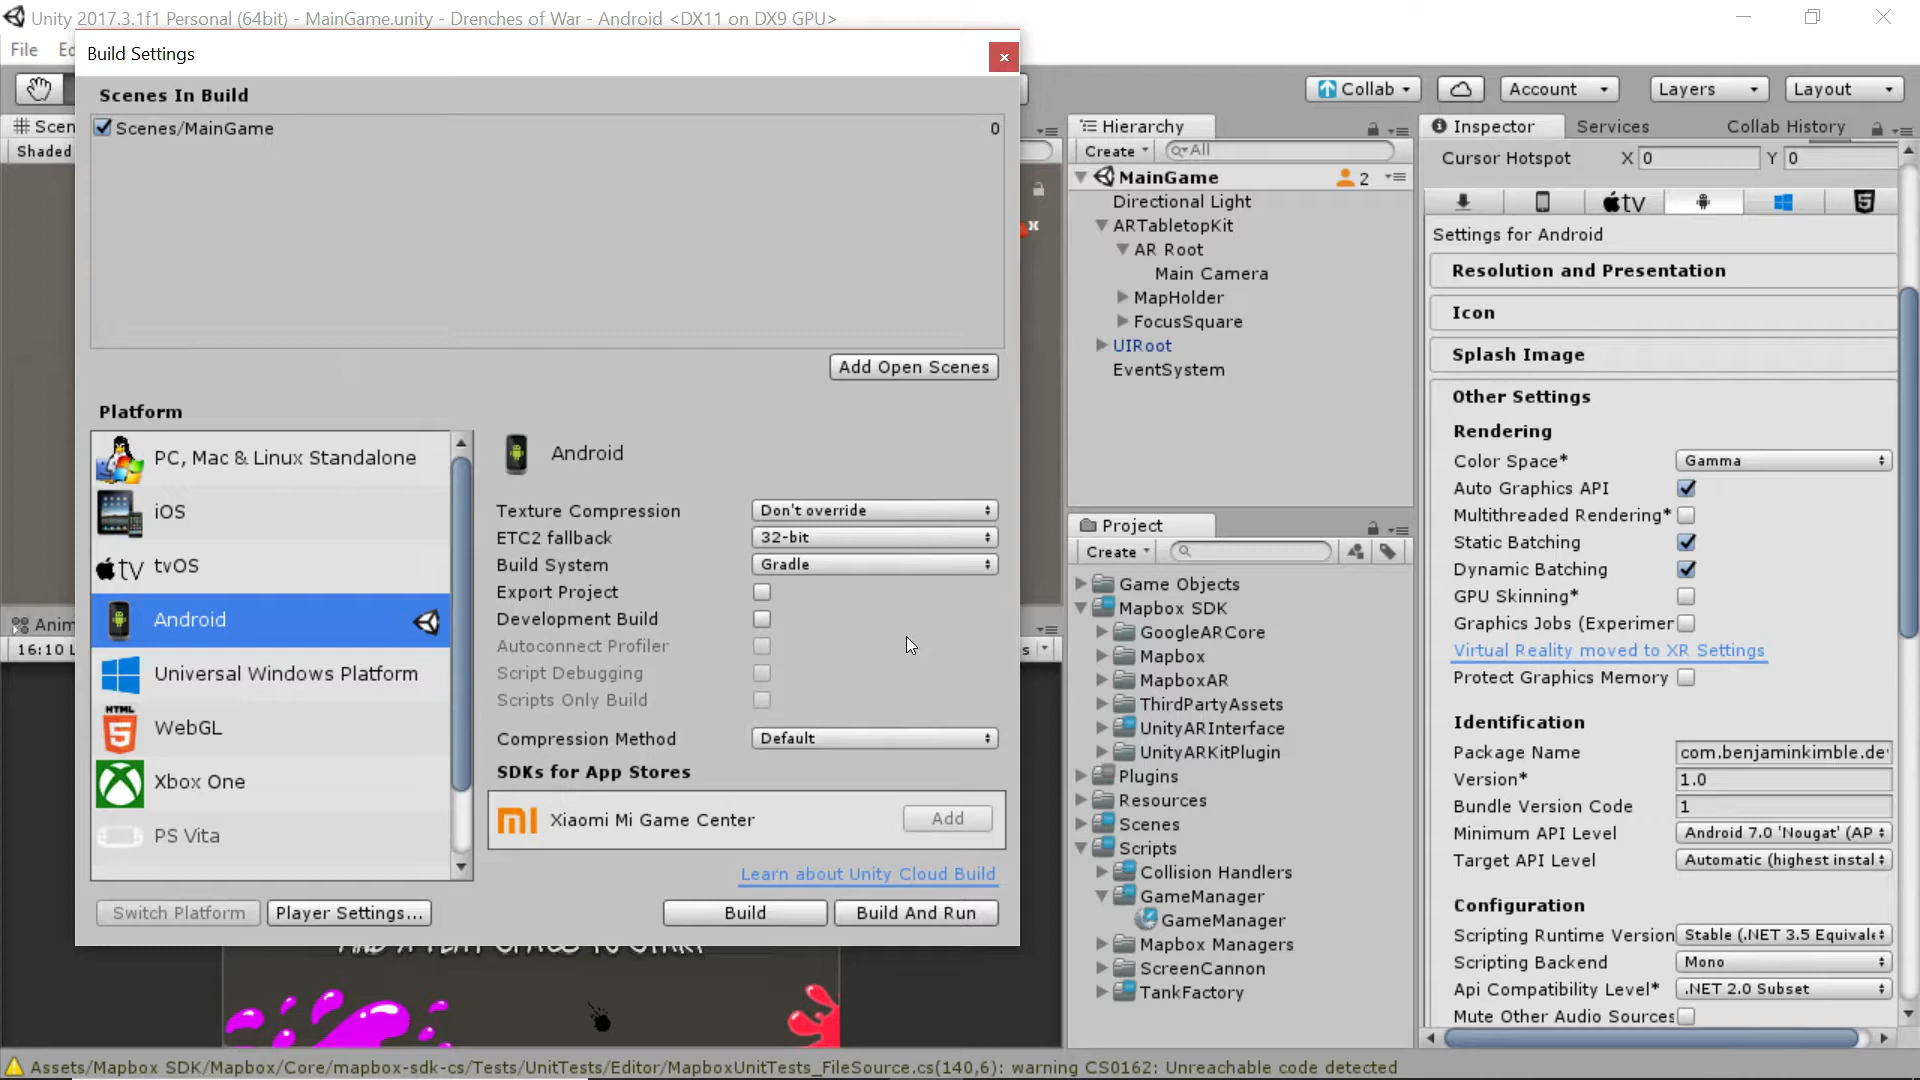 Unity 2017.3.1f1 Personal (64bit) - MainGame.unity - Drenches of War - Android <DX11 on DX9 GPU>
File
Build Settings
Scenes In Build
Scenes/MainGame 0
Add Open Scenes
Platform
PC, Mac & Linux Standalone
iOS
tvOS
Android
Universal Windows Platform
HTML
WebGL
Xbox One
PS Vita
Android
Texture Compression Don't override
ETC2 fallback 32-bit
Build System Gradle
Export Project
Development Build
Autoconnect Profiler
Script Debugging
Scripts Only Build
Compression Method Default
SDKs for App Stores
Xiaomi Mi Game Center Add
Learn about Unity Cloud Build
Switch Platform Player Settings... Build Build And Run
Shaded
16:10
Collab Account Layers Layout
Hierarchy
Create All
MainGame 2
Directional Light
ARTabletopKit
AR Root
Main Camera
MapHolder
FocusSquare
UIRoot
EventSystem
Project
Create
Game Objects
Mapbox SDK
GoogleARCore
Mapbox
MapboxAR
ThirdPartyAssets
UnityARInterface
UnityARKitPlugin
Plugins
Resources
Scenes
Scripts
Collision Handlers
GameManager
GameManager
Mapbox Managers
ScreenCannon
TankFactory
Inspector Services Collab History
Cursor Hotspot X 0 Y 0
tv
Settings for Android
Resolution and Presentation
Icon
Splash Image
Other Settings
Rendering
Color Space* Gamma
Auto Graphics API
Multithreaded Rendering*
Static Batching
Dynamic Batching
GPU Skinning*
Graphics Jobs (Experimer
Virtual Reality moved to XR Settings
Protect Graphics Memory
Identification
Package Name com.benjaminkimble.de
Version* 1.0
Bundle Version Code 1
Minimum API Level Android 7.0 'Nougat' (AP
Target API Level Automatic (highest instal
Configuration
Scripting Runtime Version Stable (.NET 3.5 Equivale
Scripting Backend Mono
Api Compatibility Level* .NET 2.0 Subset
Mute Other Audio Sources
Assets/Mapbox SDK/Mapbox/Core/mapbox-sdk-cs/Tests/UnitTests/Editor/MapboxUnitTests_FileSource.cs(140,6): warning CS0162: Unreachable code detected